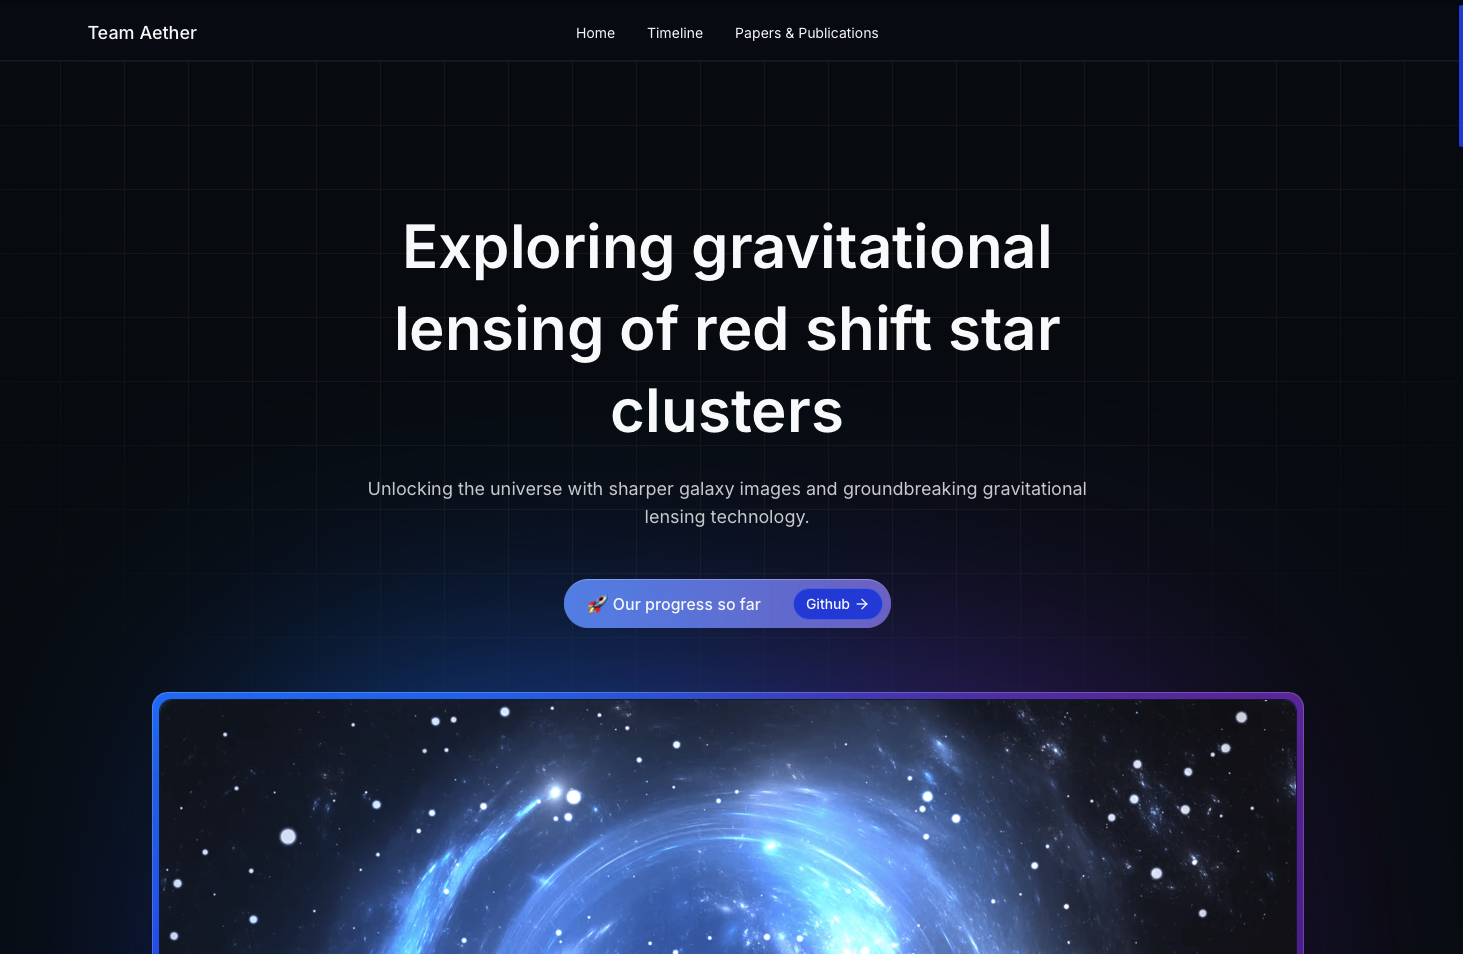 Team Aether
Home Timeline Papers & Publications
Exploring gravitational
lensing of red shift star
clusters
Unlocking the universe with sharper galaxy images and groundbreaking gravitational
lensing technology.
🚀 Our progress so far Github →